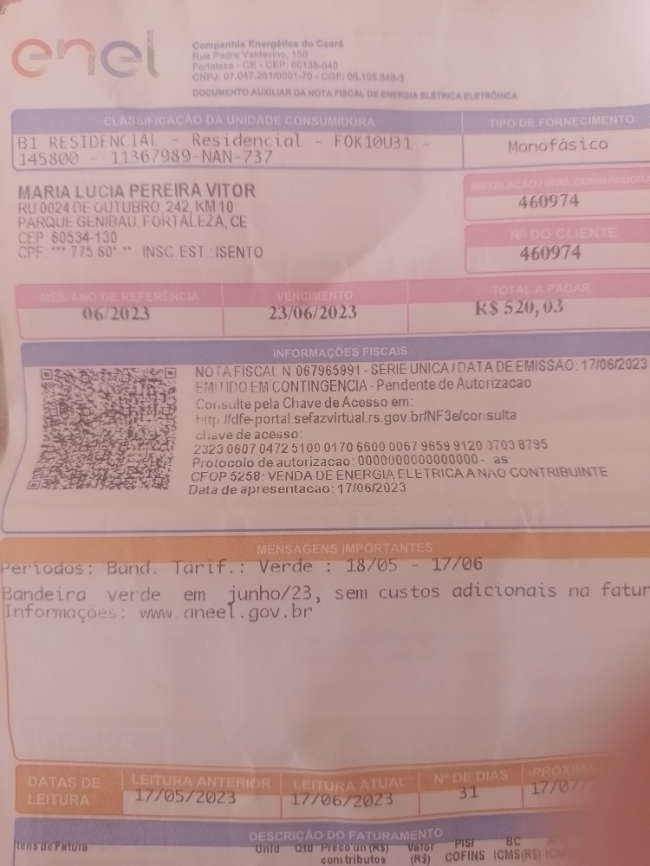 enel
Companhia Energética do Ceará
Rua Padre Valdevino, 150
Fortaleza - CE - CEP: 60135-040
CNPJ: 07.047.251/0001-70 - CGF: 06.105.848-3
DOCUMENTO AUXILIAR DA NOTA FISCAL DE ENERGIA ELÉTRICA ELETRÔNICA
CLASSIFICAÇÃO DA UNIDADE CONSUMIDORA
TIPO DE FORNECIMENTO
B1 RESIDENCIAL - Residencial - FOK10U31 -
145800 - 11367989-NAN-737
Monofásico
MARIA LUCIA PEREIRA VITOR
RU 0024 DE OUTUBRO, 242, KM 10
PARQUE GENIBAU, FORTALEZA, CE
CEP 60534-130
CPF *** 775.60*.** INSC. EST.: ISENTO
INSTALAÇÃO / UNID. CONSUMIDORA
460974
Nº DO CLIENTE
460974
MES/ANO DE REFERÊNCIA
VENCIMENTO
TOTAL A PAGAR
06/2023
23/06/2023
R$ 520,03
INFORMAÇÕES FISCAIS
NOTA FISCAL N 067965991 - SERIE UNICA / DATA DE EMISSAO: 17/06/2023
EMITIDO EM CONTINGENCIA - Pendente de Autorizacao
Consulte pela Chave de Acesso em:
http://dfe-portal.sefazvirtual.rs.gov.br/NF3e/consulta
chave de acesso:
2323 0607 0472 5100 0170 6600 0067 9659 9120 3703 8795
Protocolo de autorizacao: 0000000000000000 - as
CFOP 5258: VENDA DE ENERGIA ELETRICA A NAO CONTRIBUINTE
Data de apresentacao: 17/06/2023
MENSAGENS IMPORTANTES
Periodos: Band. Tarif.: Verde : 18/05 - 17/06
Bandeira verde em junho/23, sem custos adicionais na fatur
Informações: www.aneel.gov.br
DATAS DE LEITURA
LEITURA ANTERIOR
LEITURA ATUAL
Nº DE DIAS
PRÓXIM
17/05/2023
17/06/2023
31
17/07/
DESCRIÇÃO DO FATURAMENTO
Itens de Fatura
Unid
Qtd
Preco un (R$) com tributos
Valor (R$)
PIS/ COFINS
BC ICMS(R$)